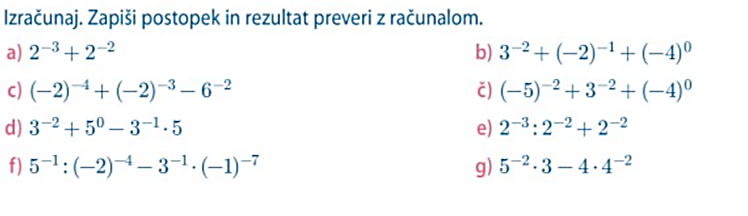 Izračunaj. Zapiši postopek in rezultat preveri z računalom.
a) 2⁻³ + 2⁻² b) 3⁻² + (−2)⁻¹ + (−4)⁰
c) (−2)⁻⁴ + (−2)⁻³ − 6⁻² č) (−5)⁻² + 3⁻² + (−4)⁰
d) 3⁻² + 5⁰ − 3⁻¹ · 5 e) 2⁻³ : 2⁻² + 2⁻²
f) 5⁻¹ : (−2)⁻⁴ − 3⁻¹ · (−1)⁻⁷ g) 5⁻² · 3 − 4 · 4⁻²